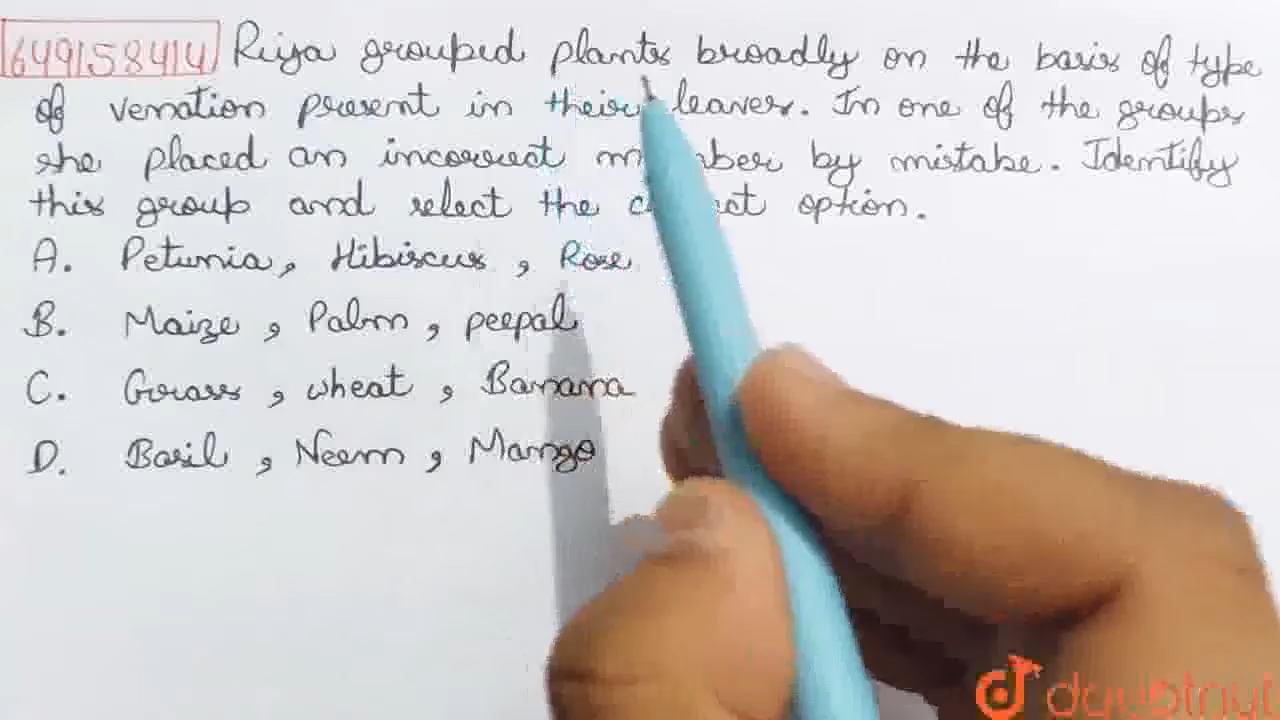 649158414 Riya grouped plants broadly on the basis of type
of venation present in their leaves. In one of the groups
she placed an incorrect by mistake. Identify
this group and select the option.
A. Petunia, Hibiscus, Rose
B. Maize, Palm, peepal
C. Grass, wheat, Banana
D. Basil, Neem, Mango
doubtnut